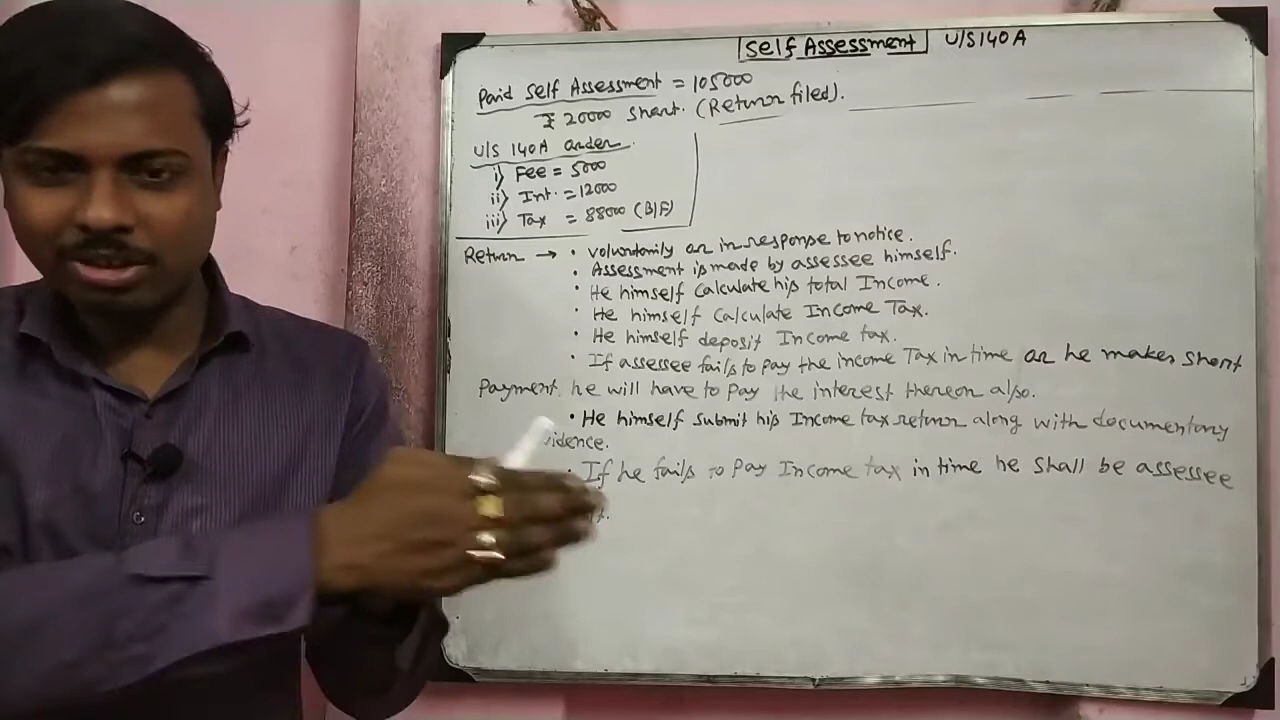 Self Assessment U/S 140A
Paid Self Assessment = 105000
₹ 20000 Short. (Return filed).
U/S 140A order
i) Fee = 5000
ii) Int. = 12000
iii) Tax = 88000 (B/F)
Return → • voluntarily or in response to notice.
• Assessment is made by assessee himself.
• He himself calculate his total Income.
• He himself calculate Income Tax.
• He himself deposit Income tax.
• If assessee fails to pay the income Tax in time or he makes short
Payment he will have to pay the interest thereon also.
• He himself submit his Income tax return along with documentary
vidence.
• If he fails to pay Income tax in time he shall be assessee